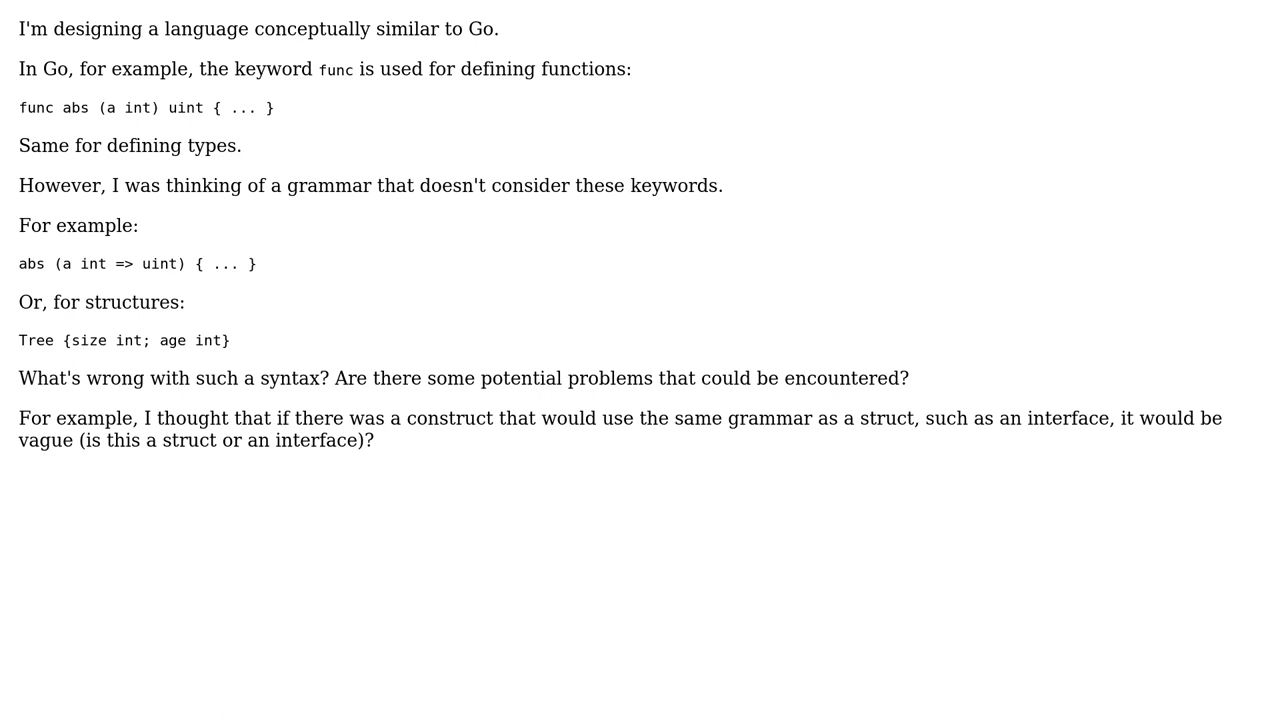 I'm designing a language conceptually similar to Go.
In Go, for example, the keyword func is used for defining functions:
func abs (a int) uint { ... }
Same for defining types.
However, I was thinking of a grammar that doesn't consider these keywords.
For example:
abs (a int => uint) { ... }
Or, for structures:
Tree {size int; age int}
What's wrong with such a syntax? Are there some potential problems that could be encountered?
For example, I thought that if there was a construct that would use the same grammar as a struct, such as an interface, it would be
vague (is this a struct or an interface)?